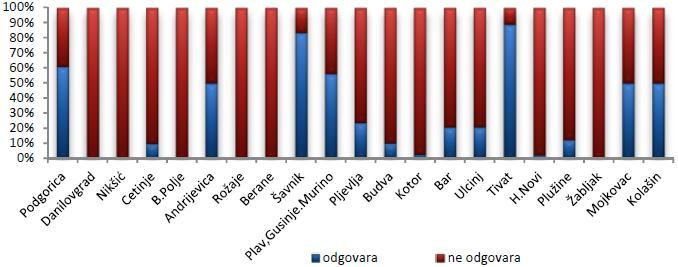 100%
90%
80%
70%
60%
50%
40%
30%
20%
10%
0%
Podgorica
Danilovgrad
Nikšić
Cetinje
B.Polje
Andrijevica
Rožaje
Berane
Šavnik
Plav,Gusinje.Murino
Pljevlja
Budva
Kotor
Bar
Ulcinj
Tivat
H.Novi
Plužine
Žabljak
Mojkovac
Kolašin
odgovara
ne odgovara